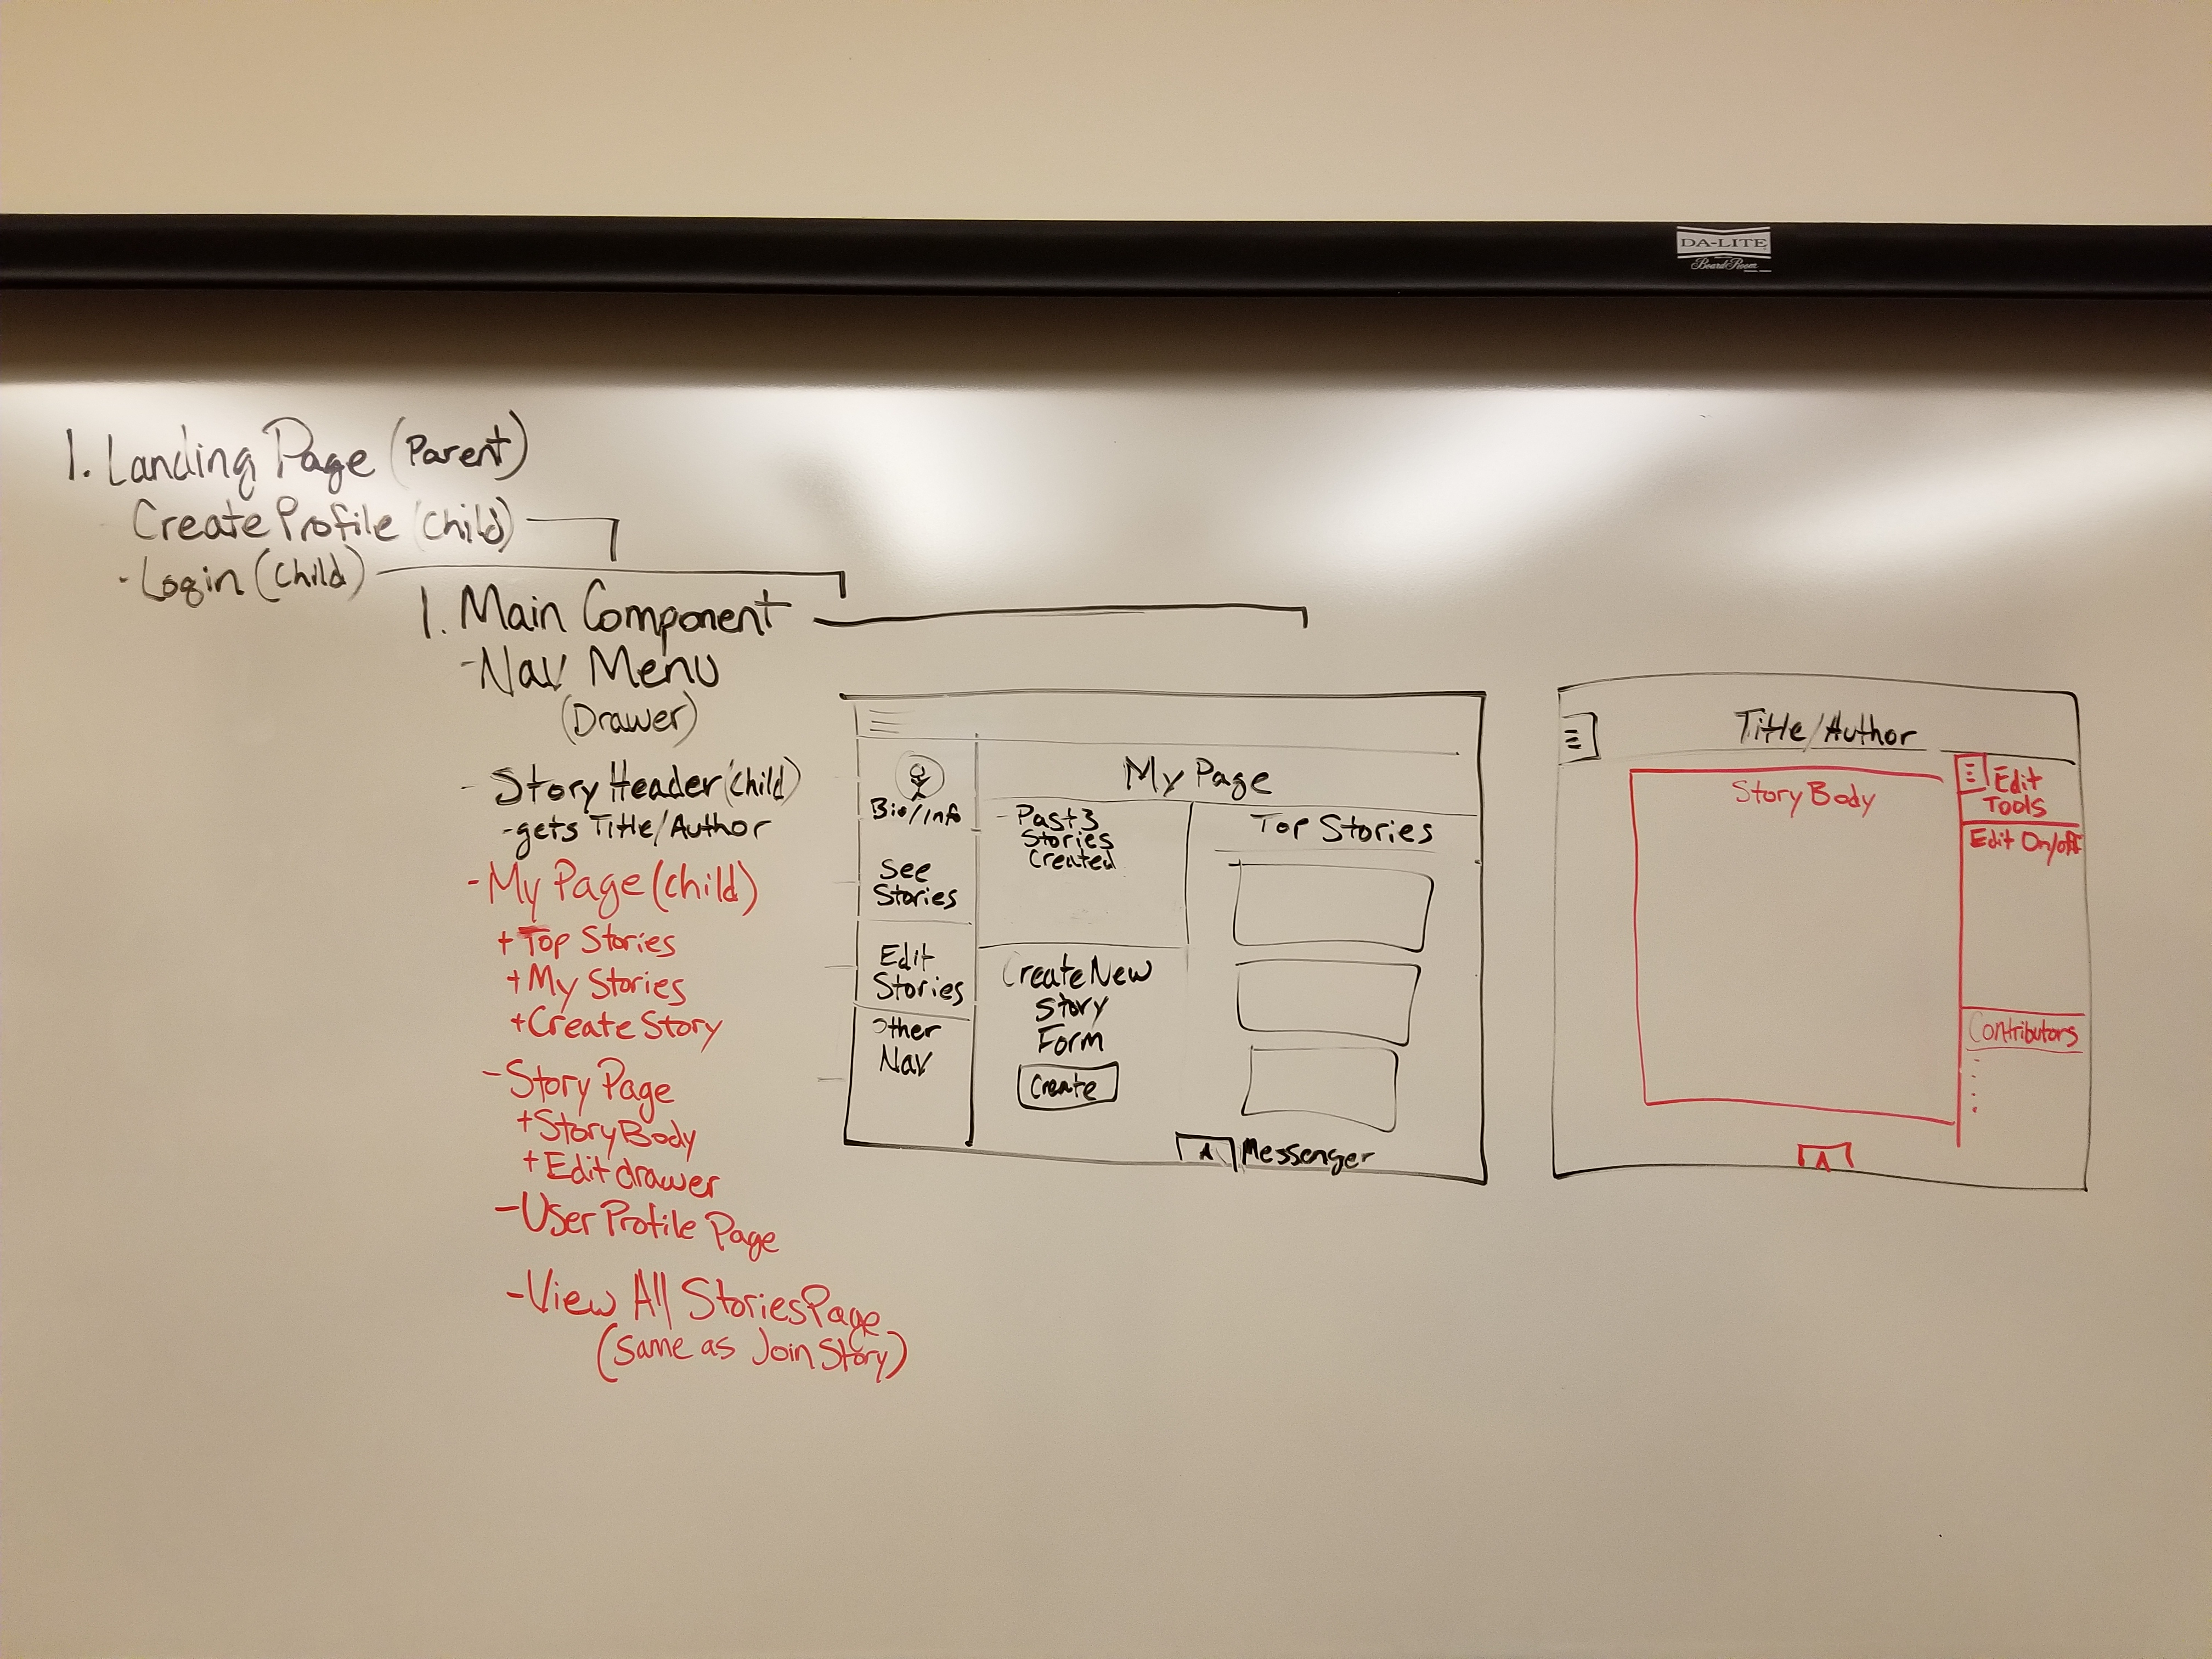 DA-LITE
BoardRoom
1. Landing Page (Parent)
Create Profile (Child)
- Login (Child)
1. Main Component
- Nav Menu
(Drawer)
- Story Header (Child)
- gets Title/Author
- My Page (Child)
+ Top Stories
+ My Stories
+ Create Story
- Story Page
+ Story Body
+ Edit drawer
- User Profile Page
- View All Stories Page
(Same as Join Story)
Bio/Info
See
Stories
Edit
Stories
Other
Nav
My Page
- Past 3
Stories
Created
Create New
Story
Form
Create
Top Stories
Messenger
Title/Author
Story Body
Edit
Tools
Edit On/off
Contributors